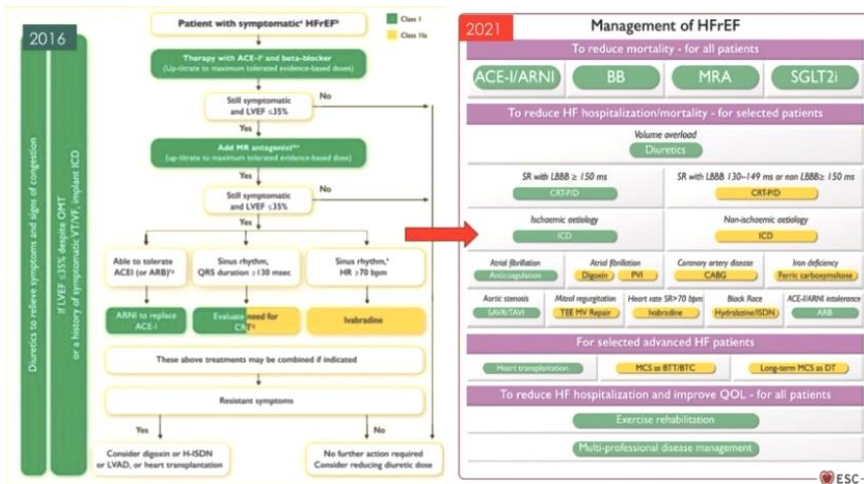 2016
Diuretics to relieve symptoms and signs of congestion
If LVEF ≤35% despite OMT
or a history of symptomatic VT/VF, implant ICD
Patient with symptomaticª HFrEFᵇ
Class I
Class IIa
Therapy with ACE-Iᶜ and beta-blocker
(Up-titrate to maximum tolerated evidence-based doses)
Still symptomatic
and LVEF ≤35%
No
Yes
Add MR antagonist
(up-titrate to maximum tolerated evidence-based doses)
Still symptomatic
and LVEF ≤35%
No
Yes
Able to tolerate
ACEI (or ARB)
Sinus rhythm,
QRS duration ≥130 msec
Sinus rhythm,
HR ≥70 bpm
ARNI to replace
ACE-I
Evaluate need for
CRT
Ivabradine
These above treatments may be combined if indicated
Resistant symptoms
Yes
No
Consider digoxin or H-ISDN
or LVAD, or heart transplantation
No further action required
Consider reducing diuretic dose
2021
Management of HFrEF
To reduce mortality - for all patients
ACE-I/ARNI
BB
MRA
SGLT2i
To reduce HF hospitalization/mortality - for selected patients
Volume overload
Diuretics
SR with LBBB ≥ 150 ms
CRT-P/D
SR with LBBB 130–149 ms or non LBBB≥ 150 ms
CRT-P/D
Ischaemic aetiology
ICD
Non-ischaemic aetiology
ICD
Atrial fibrillation
Anticoagulation
Atrial fibrillation
Digoxin
PVI
Coronary artery disease
CABG
Iron deficiency
Ferric carboxymaltose
Aortic stenosis
SAVR/TAVI
Mitral regurgitation
TEE MV Repair
Heart rate SR>70 bpm
Ivabradine
Black Race
Hydralazine/ISDN
ACE-I/ARNI intolerance
ARB
For selected advanced HF patients
Heart transplantation
MCS as BTT/BTC
Long-term MCS as DT
To reduce HF hospitalization and improve QOL - for all patients
Exercise rehabilitation
Multi-professional disease management
ESC